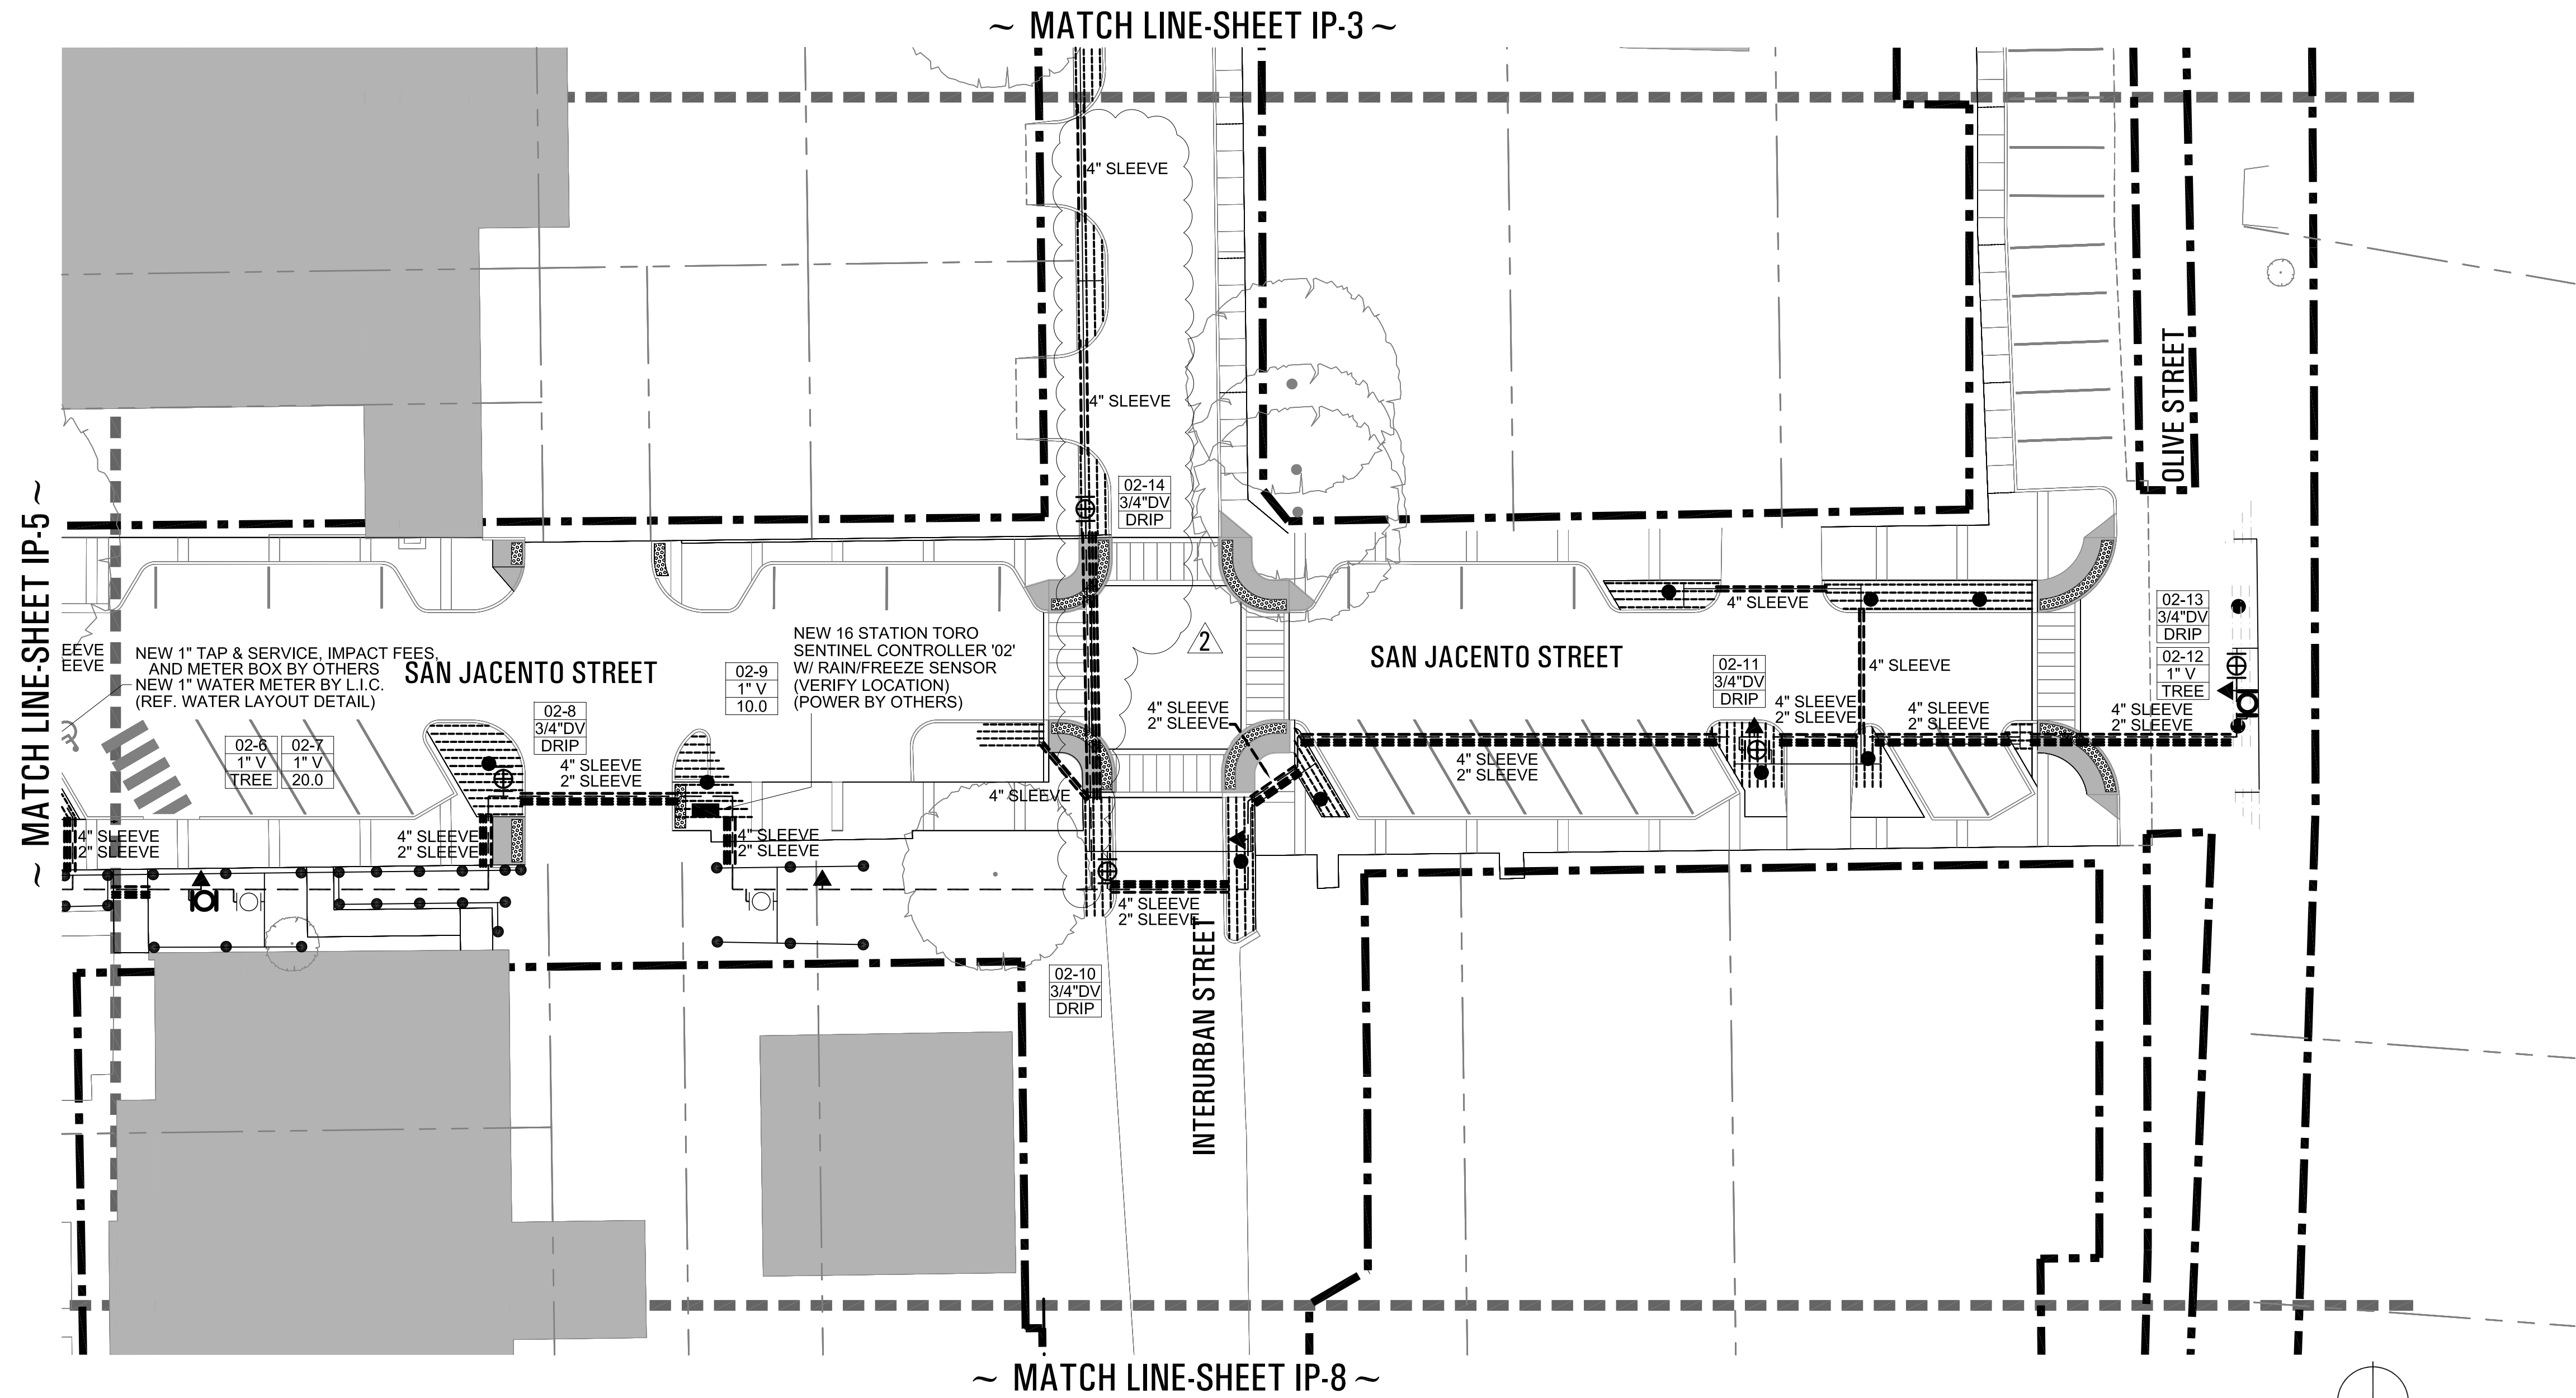 ~ MATCH LINE-SHEET IP-3 ~
4" SLEEVE
4" SLEEVE
OLIVE STREET
02-14
3/4"DV
DRIP
~ MATCH LINE-SHEET IP-5 ~
EEVE
EEVE
NEW 1" TAP & SERVICE, IMPACT FEES,
AND METER BOX BY OTHERS
NEW 1" WATER METER BY L.I.C.
(REF. WATER LAYOUT DETAIL)
SAN JACENTO STREET
NEW 16 STATION TORO
SENTINEL CONTROLLER '02'
W/ RAIN/FREEZE SENSOR
(VERIFY LOCATION)
(POWER BY OTHERS)
02-9
1" V
10.0
2
SAN JACENTO STREET
4" SLEEVE
4" SLEEVE
02-13
3/4"DV
DRIP
02-12
1" V
TREE
02-11
3/4"DV
DRIP
4" SLEEVE
2" SLEEVE
4" SLEEVE
2" SLEEVE
4" SLEEVE
2" SLEEVE
4" SLEEVE
2" SLEEVE
02-8
3/4"DV
DRIP
02-6
1" V
TREE
02-7
1" V
20.0
4" SLEEVE
2" SLEEVE
4" SLEEVE
2" SLEEVE
4" SLEEVE
4" SLEEVE
2" SLEEVE
4" SLEEVE
2" SLEEVE
4" SLEEVE
2" SLEEVE
4" SLEEVE
2" SLEEVE
INTERURBAN STREET
02-10
3/4"DV
DRIP
~ MATCH LINE-SHEET IP-8 ~